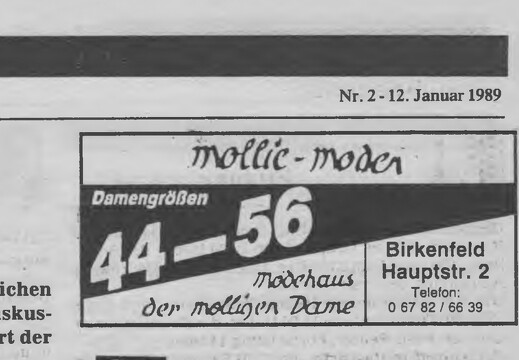 Nr. 2 - 12. Januar 1989
mollie - moden
Damengrößen
44 – 56
Modehaus
der molligen Dame
Birkenfeld
Hauptstr. 2
Telefon:
0 67 82 / 66 39
ichen
skus-
rt der